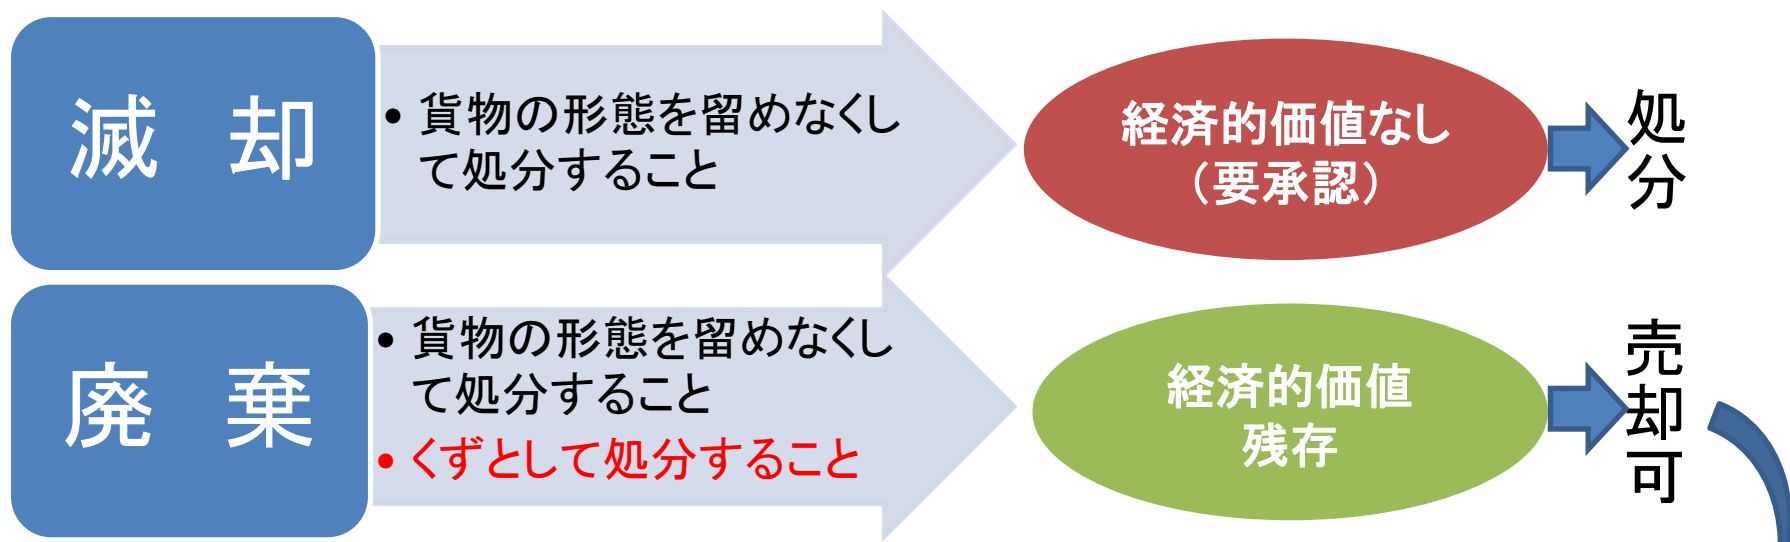 滅　却
• 貨物の形態を留めなくし
て処分すること
経済的価値なし
（要承認）
処分
廃　棄
• 貨物の形態を留めなくし
て処分すること
• くずとして処分すること
経済的価値
残存
売却可